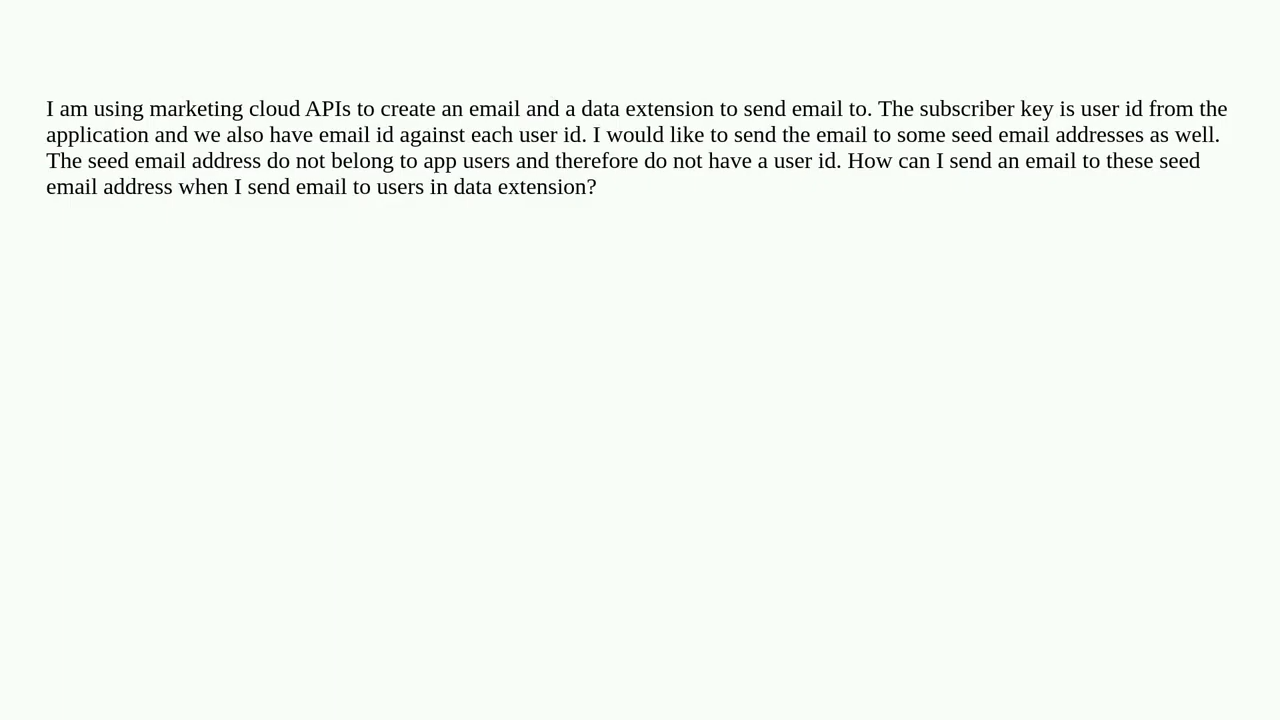 I am using marketing cloud APIs to create an email and a data extension to send email to. The subscriber key is user id from the
application and we also have email id against each user id. I would like to send the email to some seed email addresses as well.
The seed email address do not belong to app users and therefore do not have a user id. How can I send an email to these seed
email address when I send email to users in data extension?